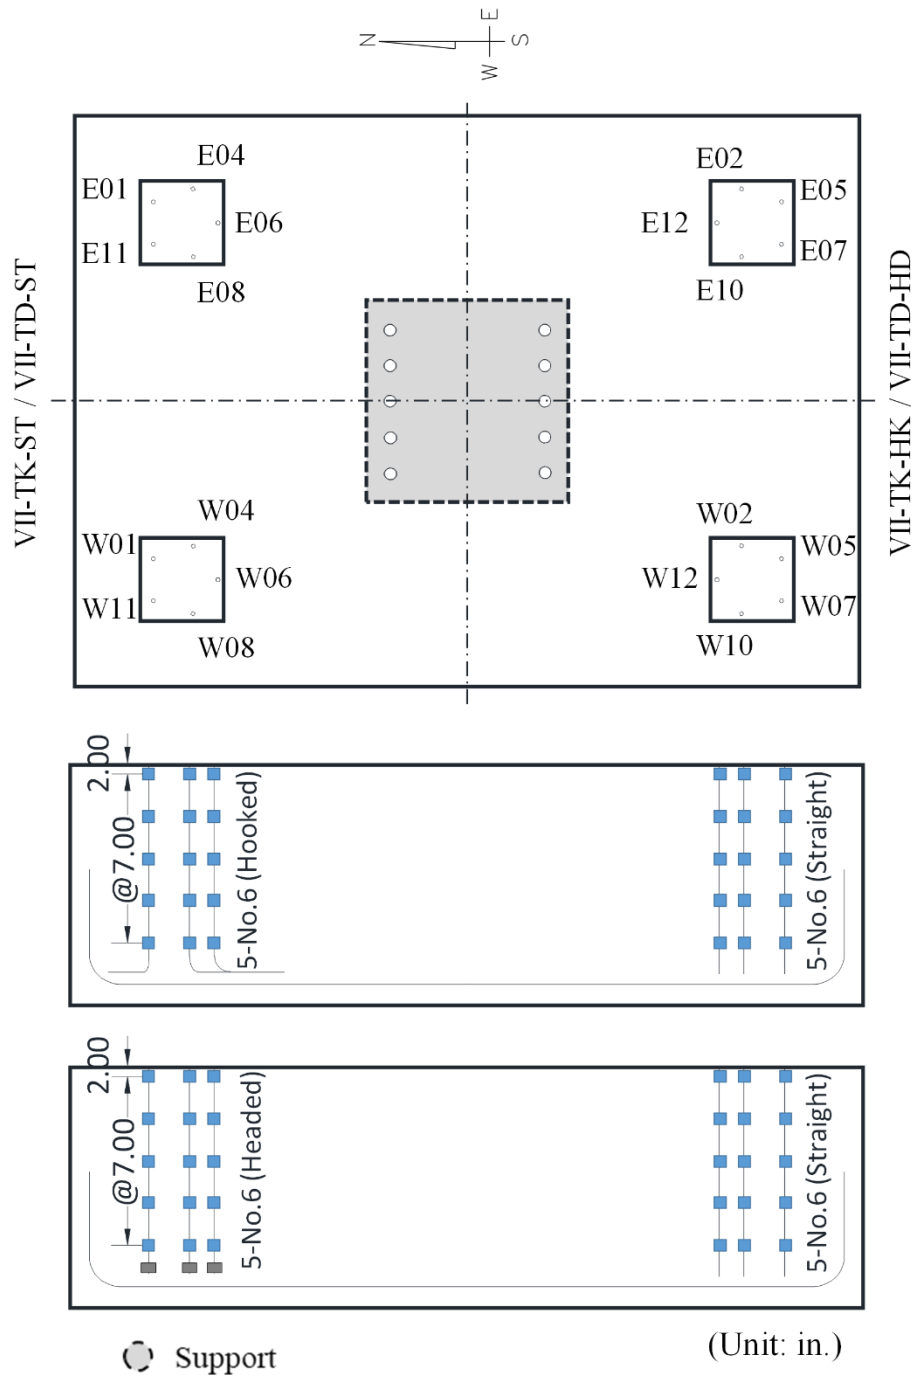 E
N
S
W
E04
E02
E01
E05
E06
E12
E11
E07
E08
E10
VII-TK-ST / VII-TD-ST
VII-TK-HK / VII-TD-HD
W04
W02
W01
W05
W06
W12
W11
W07
W08
W10
2.00
@7.00
5-No.6 (Hooked)
5-No.6 (Straight)
2.00
@7.00
5-No.6 (Headed)
5-No.6 (Straight)
Support
(Unit: in.)